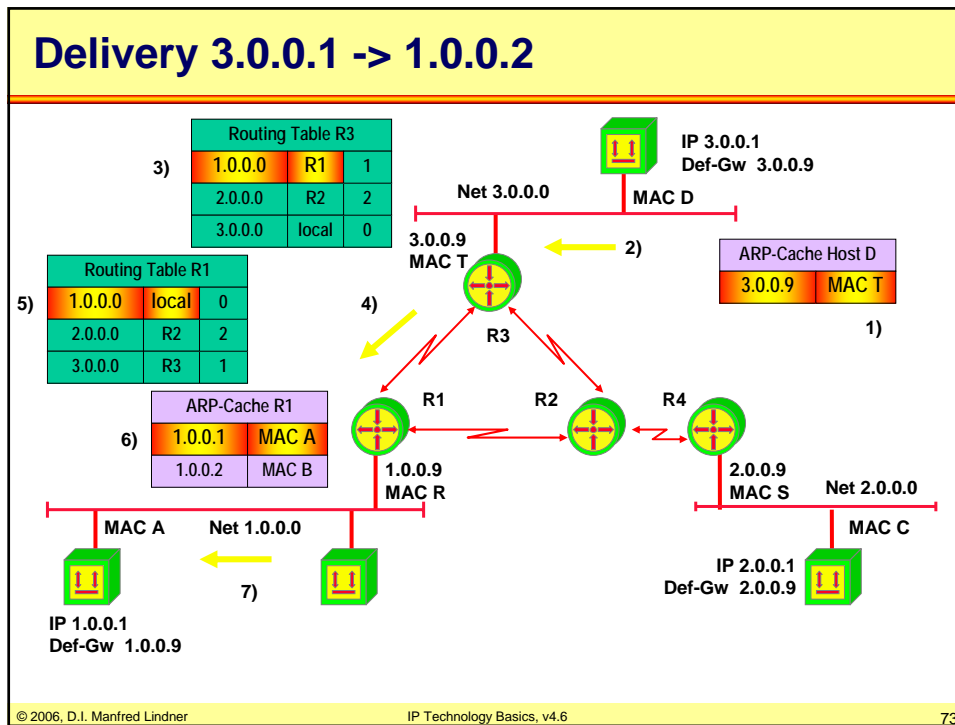 Delivery 3.0.0.1 -> 1.0.0.2
Routing Table R3
3)
1.0.0.0 R1 1
2.0.0.0 R2 2
3.0.0.0 local 0
IP 3.0.0.1
Def-Gw 3.0.0.9
MAC D
Net 3.0.0.0
3.0.0.9
MAC T
2)
ARP-Cache Host D
3.0.0.9 MAC T
1)
Routing Table R1
5)
1.0.0.0 local 0
2.0.0.0 R2 2
3.0.0.0 R3 1
4)
R3
ARP-Cache R1
6)
1.0.0.1 MAC A
1.0.0.2 MAC B
R1
R2
R4
1.0.0.9
MAC R
2.0.0.9
MAC S
Net 2.0.0.0
MAC A
Net 1.0.0.0
MAC C
7)
IP 2.0.0.1
Def-Gw 2.0.0.9
IP 1.0.0.1
Def-Gw 1.0.0.9
© 2006, D.I. Manfred Lindner
IP Technology Basics, v4.6
73